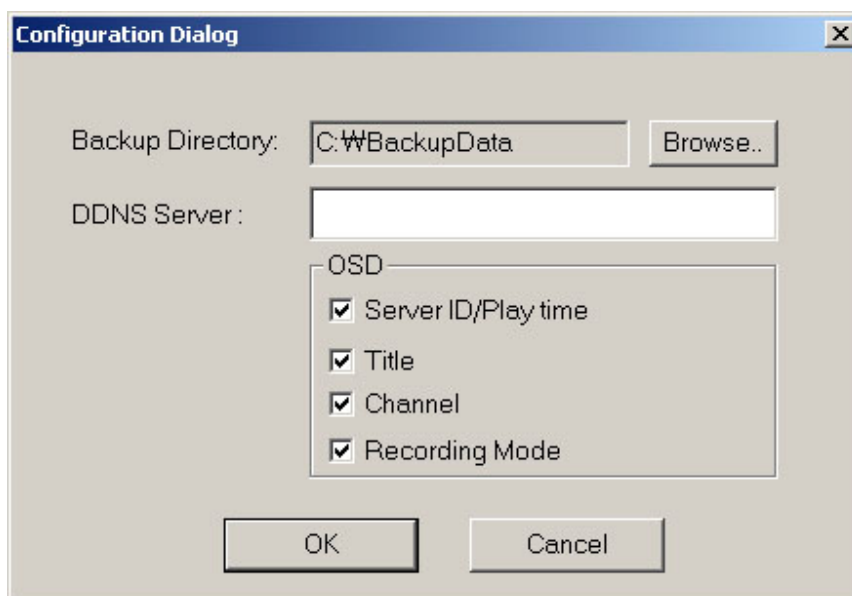 Configuration Dialog
Backup Directory: C:₩BackupData Browse..
DDNS Server :
OSD
Server ID/Play time
Title
Channel
Recording Mode
OK Cancel